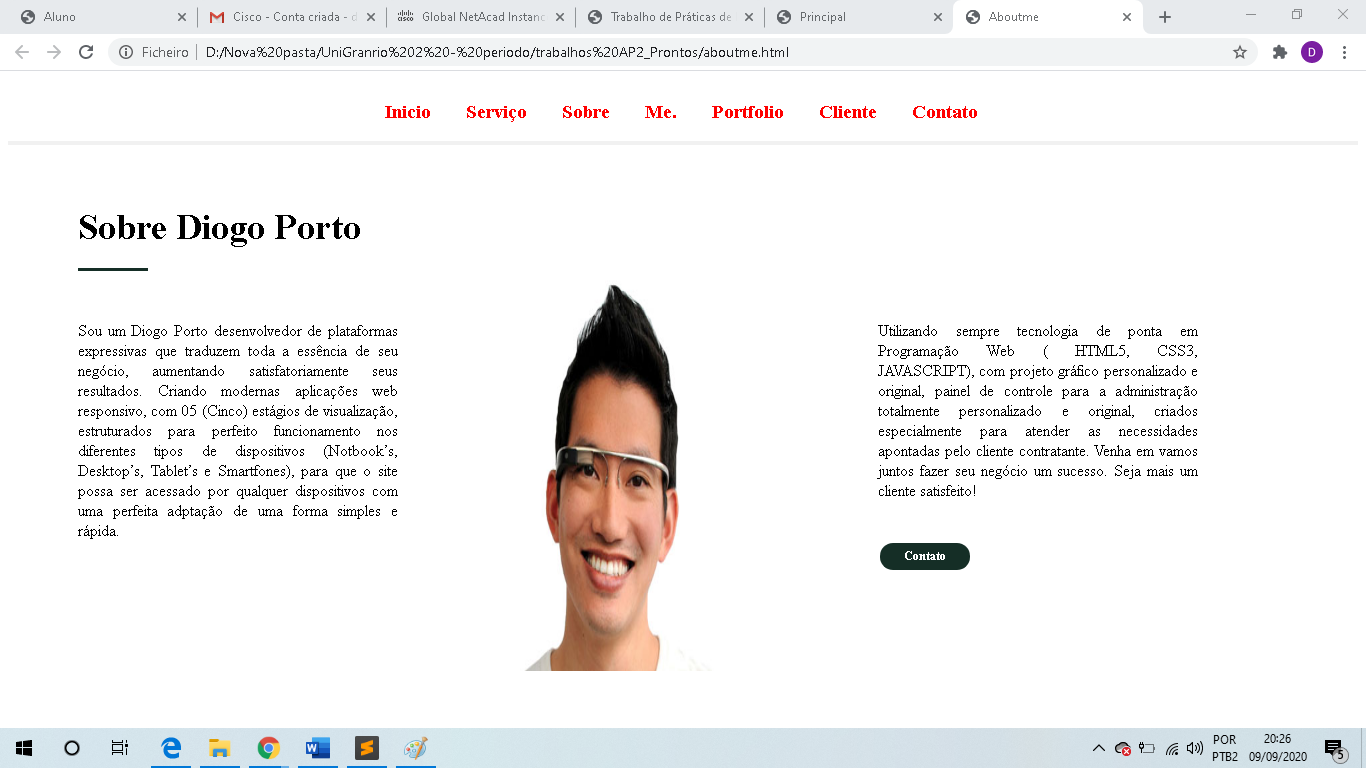 Aluno
Cisco - Conta criada - d
Global NetAcad Instanc
Trabalho de Práticas de
Principal
Aboutme
Ficheiro
D:/Nova%20pasta/UniGranrio%202%20-%20periodo/trabalhos%20AP2_Prontos/aboutme.html
D
Inicio Serviço Sobre Me. Portfolio Cliente Contato
Sobre Diogo Porto
Sou um Diogo Porto desenvolvedor de plataformas
expressivas que traduzem toda a essência de seu
negócio, aumentando satisfatoriamente seus
resultados. Criando modernas aplicações web
responsivo, com 05 (Cinco) estágios de visualização,
estruturados para perfeito funcionamento nos
diferentes tipos de dispositivos (Notbook’s,
Desktop’s, Tablet’s e Smartfones), para que o site
possa ser acessado por qualquer dispositivos com
uma perfeita adptação de uma forma simples e
rápida.
Utilizando sempre tecnologia de ponta em
Programação Web ( HTML5, CSS3,
JAVASCRIPT), com projeto gráfico personalizado e
original, painel de controle para a administração
totalmente personalizado e original, criados
especialmente para atender as necessidades
apontadas pelo cliente contratante. Venha em vamos
juntos fazer seu negócio um sucesso. Seja mais um
cliente satisfeito!
Contato
POR
PTB2
20:26
09/09/2020
5